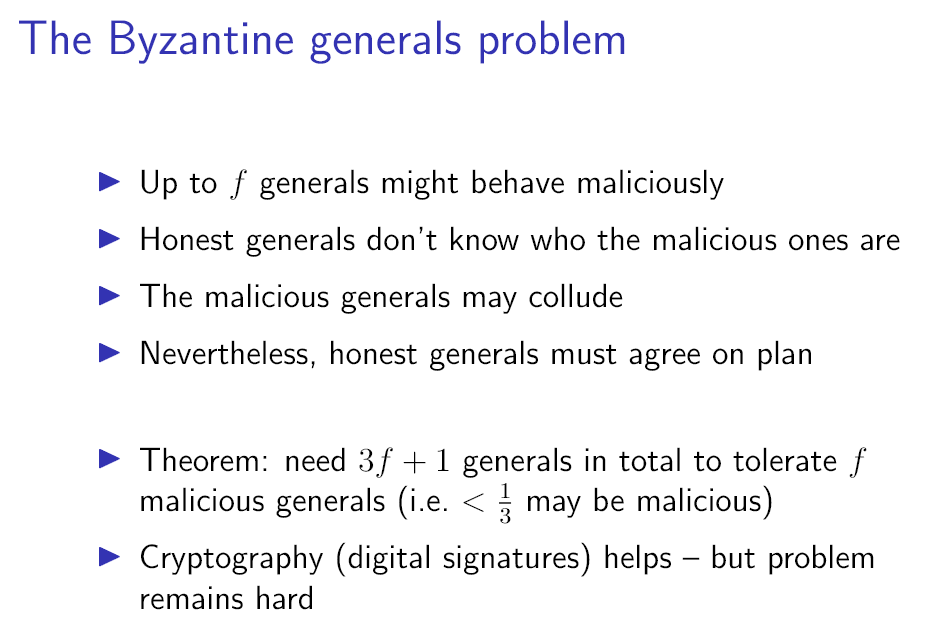 The Byzantine generals problem
▶ Up to f generals might behave maliciously
▶ Honest generals don't know who the malicious ones are
▶ The malicious generals may collude
▶ Nevertheless, honest generals must agree on plan
▶ Theorem: need 3f + 1 generals in total to tolerate f
malicious generals (i.e. < 1/3 may be malicious)
▶ Cryptography (digital signatures) helps – but problem
remains hard